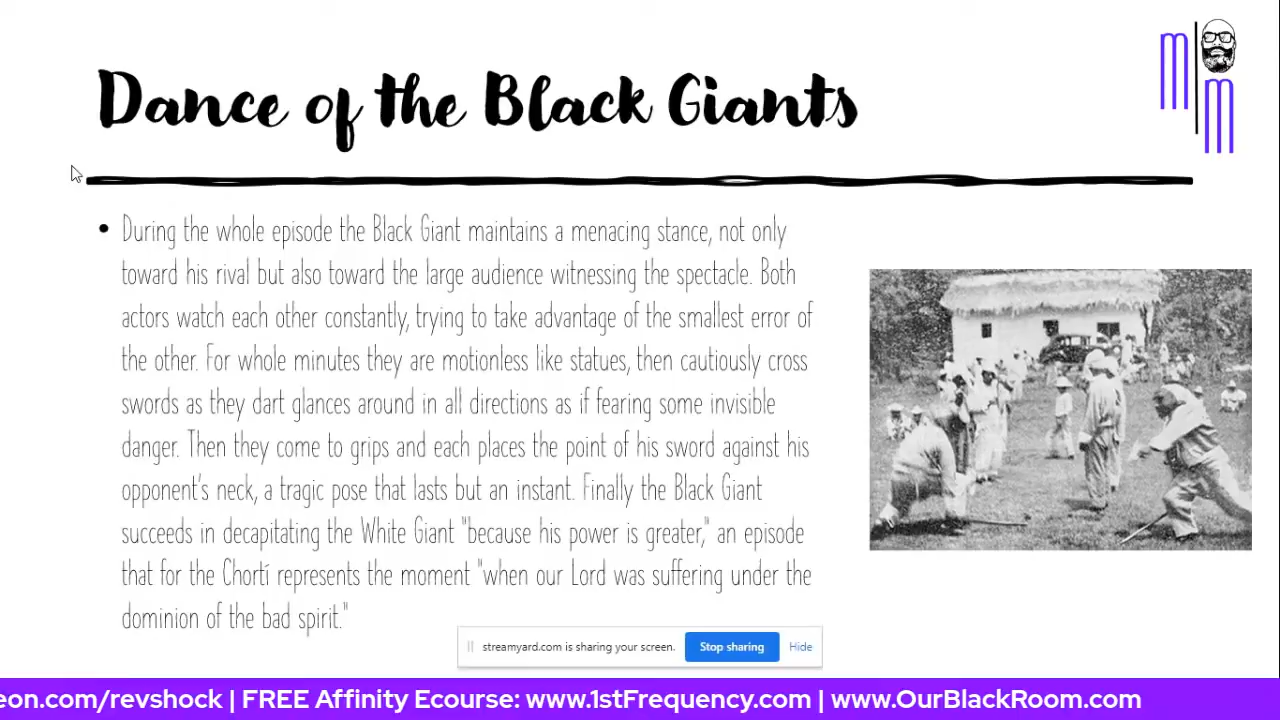 Dance of the Black Giants
m
m
• During the whole episode the Black Giant maintains a menacing stance, not only
toward his rival but also toward the large audience witnessing the spectacle. Both
actors watch each other constantly, trying to take advantage of the smallest error of
the other. For whole minutes they are motionless like statues, then cautiously cross
swords as they dart glances around in all directions as if fearing some invisible
danger. Then they come to grips and each places the point of his sword against his
opponent's neck, a tragic pose that lasts but an instant. Finally the Black Giant
succeeds in decapitating the White Giant "because his power is greater," an episode
that for the Chortí represents the moment "when our Lord was suffering under the
dominion of the bad spirit."
streamyard.com is sharing your screen. Stop sharing Hide
eon.com/revshock | FREE Affinity Ecourse: www.1stFrequency.com | www.OurBlackRoom.com